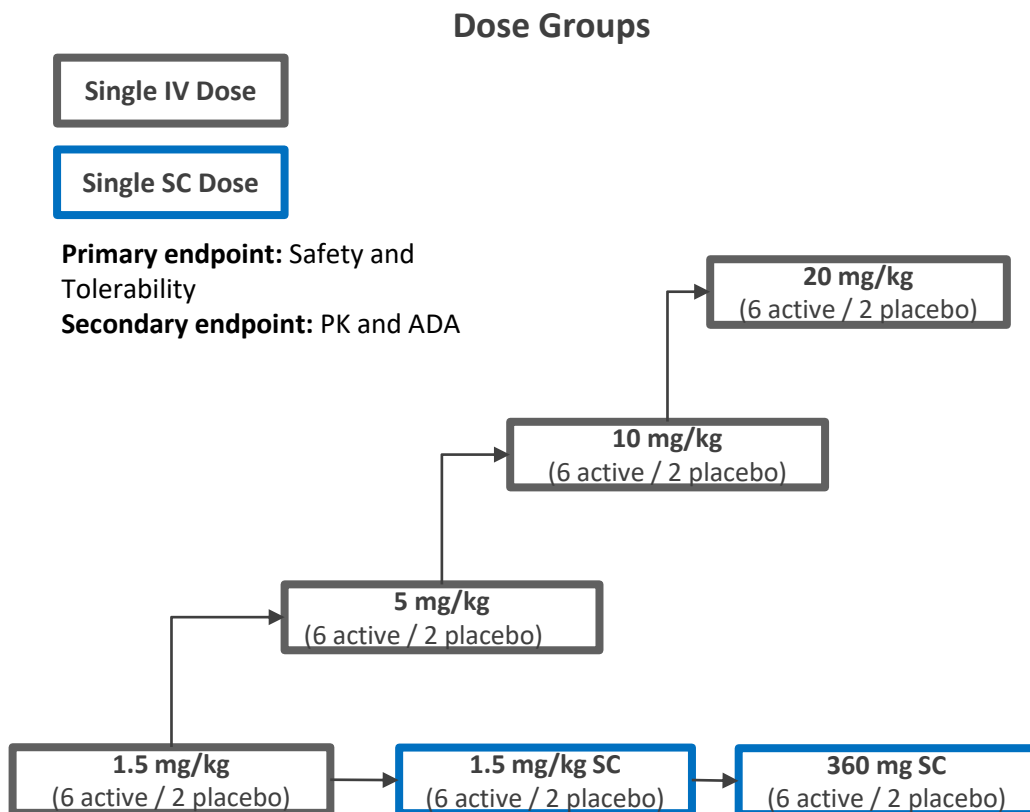 Dose Groups
Single IV Dose
Single SC Dose
Primary endpoint: Safety and
Tolerability
Secondary endpoint: PK and ADA
20 mg/kg
(6 active / 2 placebo)
10 mg/kg
(6 active / 2 placebo)
5 mg/kg
(6 active / 2 placebo)
1.5 mg/kg
(6 active / 2 placebo)
1.5 mg/kg SC
(6 active / 2 placebo)
360 mg SC
(6 active / 2 placebo)